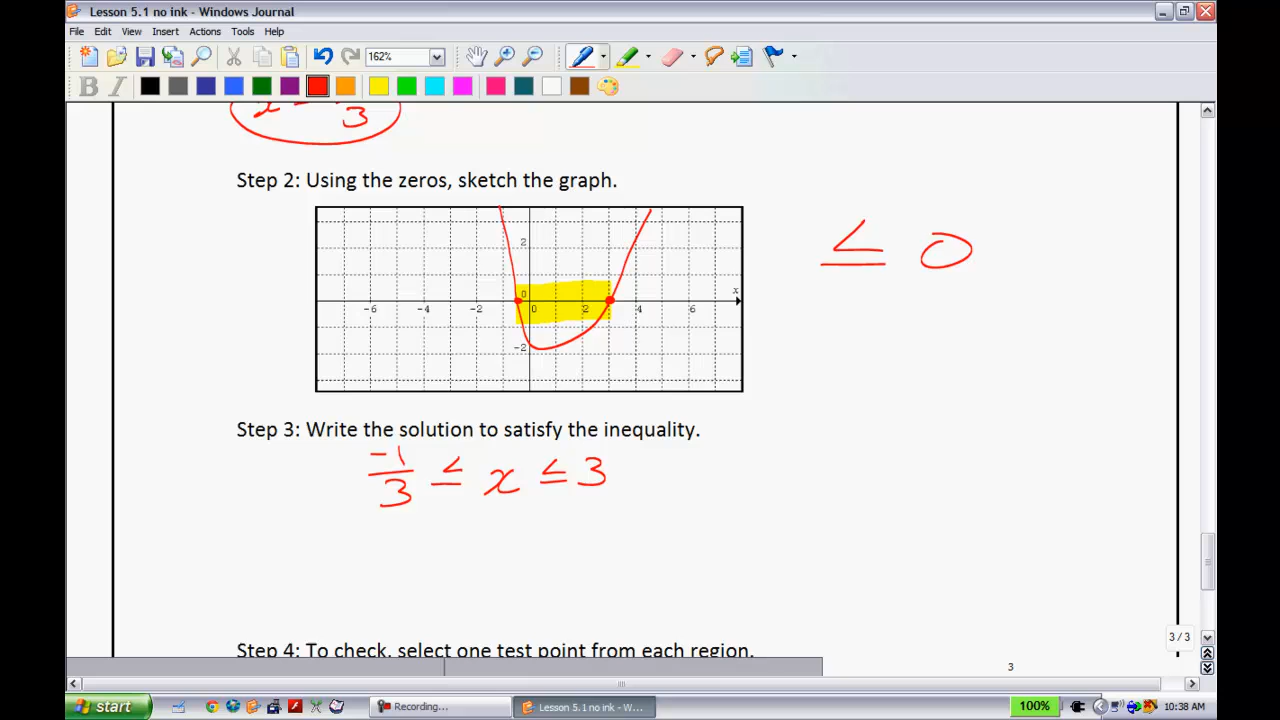 Lesson 5.1 no ink - Windows Journal
File Edit View Insert Actions Tools Help
162%
B I
3
Step 2: Using the zeros, sketch the graph.
≤ 0
2
0
x
-6 -4 -2 0 2 4 6
-2
Step 3: Write the solution to satisfy the inequality.
-1/3 ≤ x ≤ 3
3 / 3
Step 4: To check, select one test point from each region.
3
start Recording... Lesson 5.1 no ink - W... 100% 10:38 AM